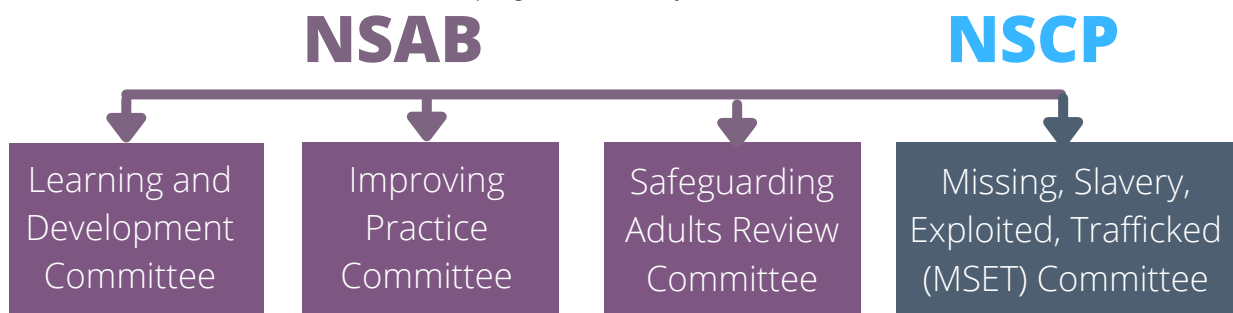 NSAB
NSCP
Learning and
Development
Committee
Improving
Practice
Committee
Safeguarding
Adults Review
Committee
Missing, Slavery,
Exploited, Trafficked
(MSET) Committee